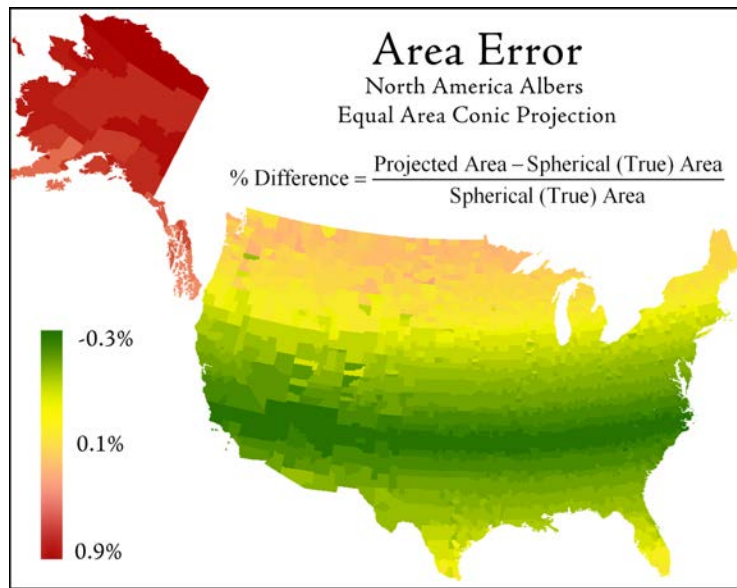 Area Error
North America Albers
Equal Area Conic Projection
% Difference = Projected Area – Spherical (True) Area
Spherical (True) Area
-0.3%
0.1%
0.9%